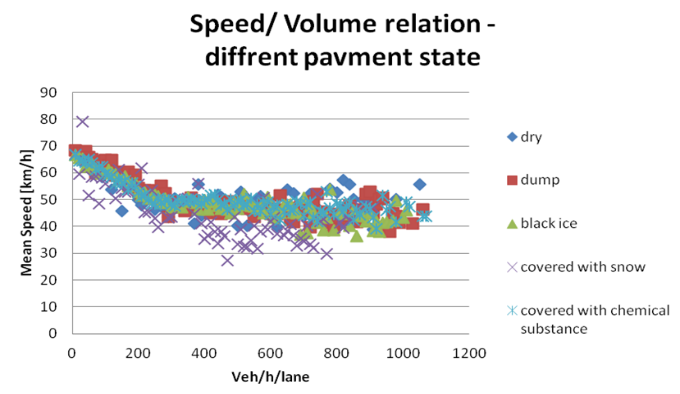 Speed/ Volume relation -
diffrent pavment state
Mean Speed [km/h]
90
80
70
60
50
40
30
20
10
0
0 200 400 600 800 1000 1200
Veh/h/lane
dry
dump
black ice
covered with snow
covered with chemical
substance